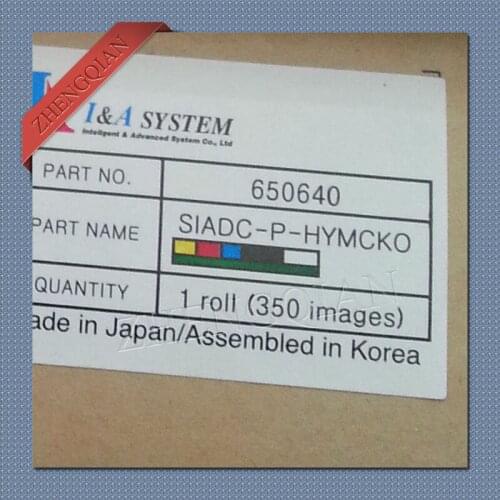 ZHENGQIAN
I&A SYSTEM
Intelligent & Advanced System Co., Ltd
PART NO. 650640
PART NAME SIADC-P-HYMCKO
QUANTITY 1 roll (350 images)
ade in Japan/Assembled in Korea
ZHENGQIAN